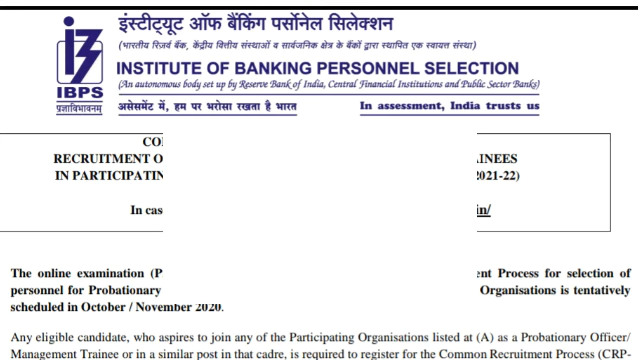 इंस्टीट्यूट ऑफ बैंकिंग पर्सोनेल सिलेक्शन
(भारतीय रिज़र्व बैंक, केंद्रीय वित्तीय संस्थाओं व सार्वजनिक क्षेत्र के बैंकों द्वारा स्थापित एक स्वायत्त संस्था)
INSTITUTE OF BANKING PERSONNEL SELECTION
(An autonomous body set up by Reserve Bank of India, Central Financial Institutions and Public Sector Banks)
IBPS
प्रज्ञाविभावनम्
असेसमेंट में, हम पर भरोसा रखता है भारत In assessment, India trusts us
RECRUITMENT O AINEES
IN PARTICIPATIN 2021-22)
In cas in/
The online examination (P ent Process for selection of
personnel for Probationary Organisations is tentatively
scheduled in October / November 2020.
Any eligible candidate, who aspires to join any of the Participating Organisations listed at (A) as a Probationary Officer/
Management Trainee or in a similar post in that cadre, is required to register for the Common Recruitment Process (CRP-